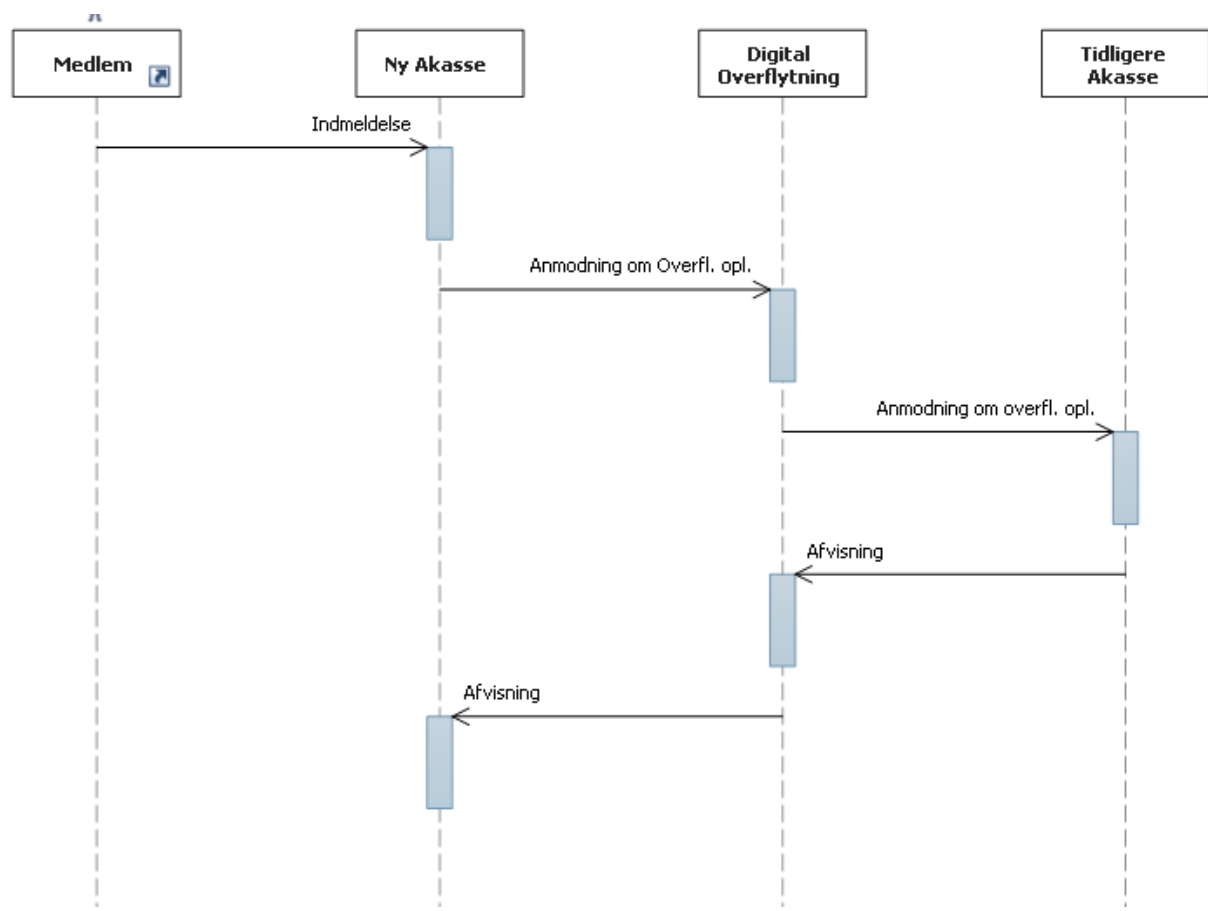 Medlem
Ny Akasse
Digital
Overflytning
Tidligere
Akasse
Indmeldelse
Anmodning om Overfl. opl.
Anmodning om overfl. opl.
Afvisning
Afvisning